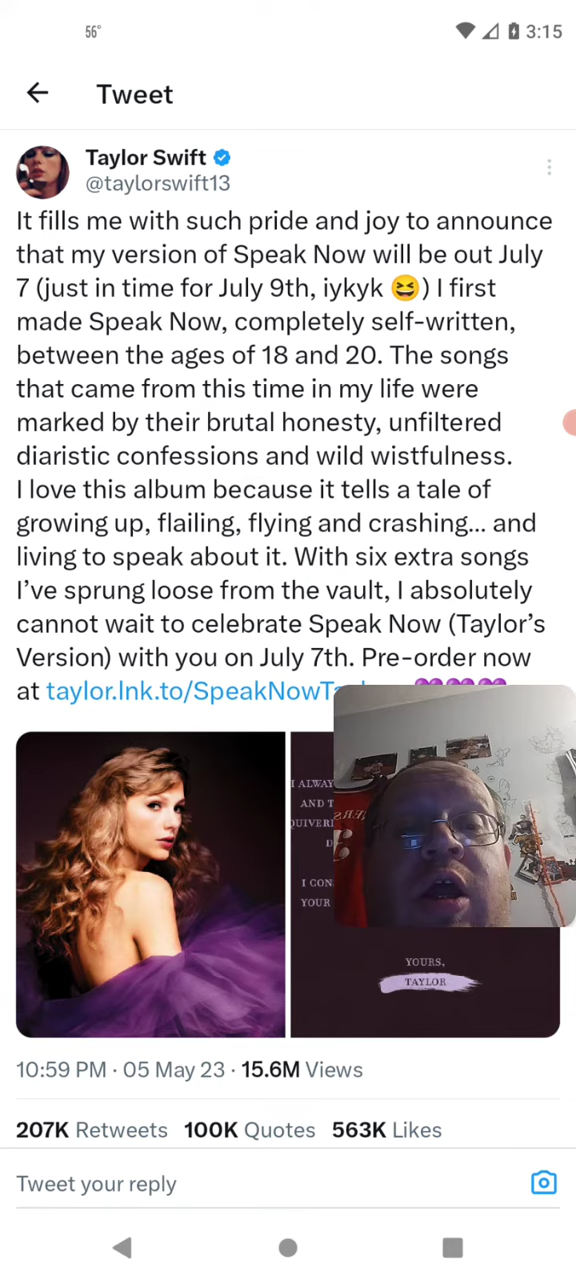 56°
3:15
Tweet
Taylor Swift
@taylorswift13
It fills me with such pride and joy to announce
that my version of Speak Now will be out July
7 (just in time for July 9th, iykyk 😆) I first
made Speak Now, completely self-written,
between the ages of 18 and 20. The songs
that came from this time in my life were
marked by their brutal honesty, unfiltered
diaristic confessions and wild wistfulness.
I love this album because it tells a tale of
growing up, flailing, flying and crashing... and
living to speak about it. With six extra songs
I've sprung loose from the vault, I absolutely
cannot wait to celebrate Speak Now (Taylor's
Version) with you on July 7th. Pre-order now
at taylor.lnk.to/SpeakNowT 💜💜💜
I ALWAY
AND T
QUIVERI
I CON
YOUR
YOURS,
TAYLOR
10:59 PM · 05 May 23 · 15.6M Views
207K Retweets 100K Quotes 563K Likes
Tweet your reply